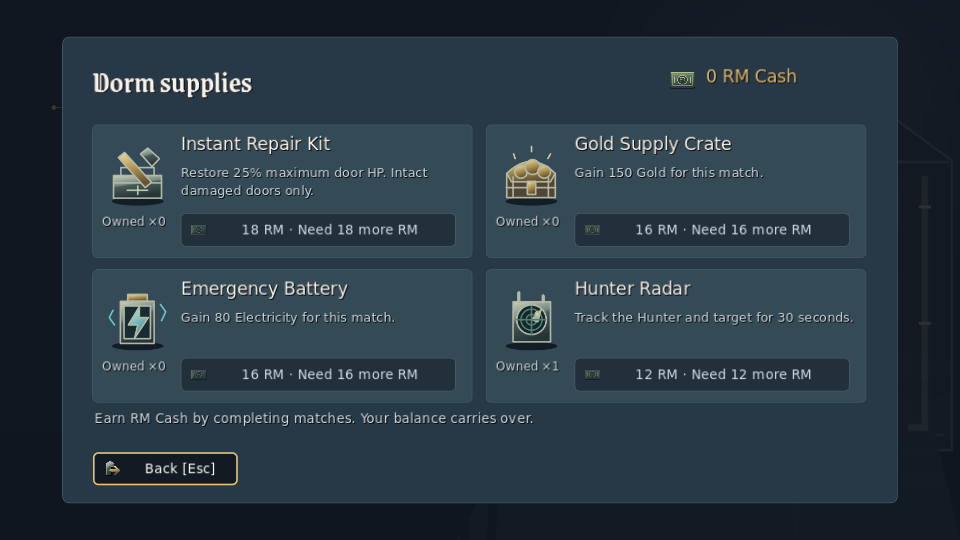 Dorm supplies
0 RM Cash
Instant Repair Kit
Restore 25% maximum door HP. Intact
damaged doors only.
Owned ×0
18 RM · Need 18 more RM
Gold Supply Crate
Gain 150 Gold for this match.
Owned ×0
16 RM · Need 16 more RM
Emergency Battery
Gain 80 Electricity for this match.
Owned ×0
16 RM · Need 16 more RM
Hunter Radar
Track the Hunter and target for 30 seconds.
Owned ×1
12 RM · Need 12 more RM
Earn RM Cash by completing matches. Your balance carries over.
Back [Esc]